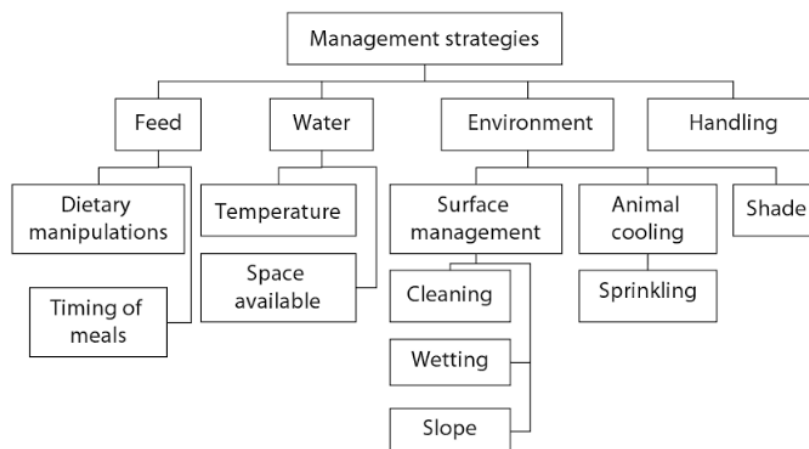 Management strategies
Feed
Water
Environment
Handling
Dietary
manipulations
Temperature
Surface
management
Animal
cooling
Shade
Space
available
Cleaning
Sprinkling
Timing of
meals
Wetting
Slope